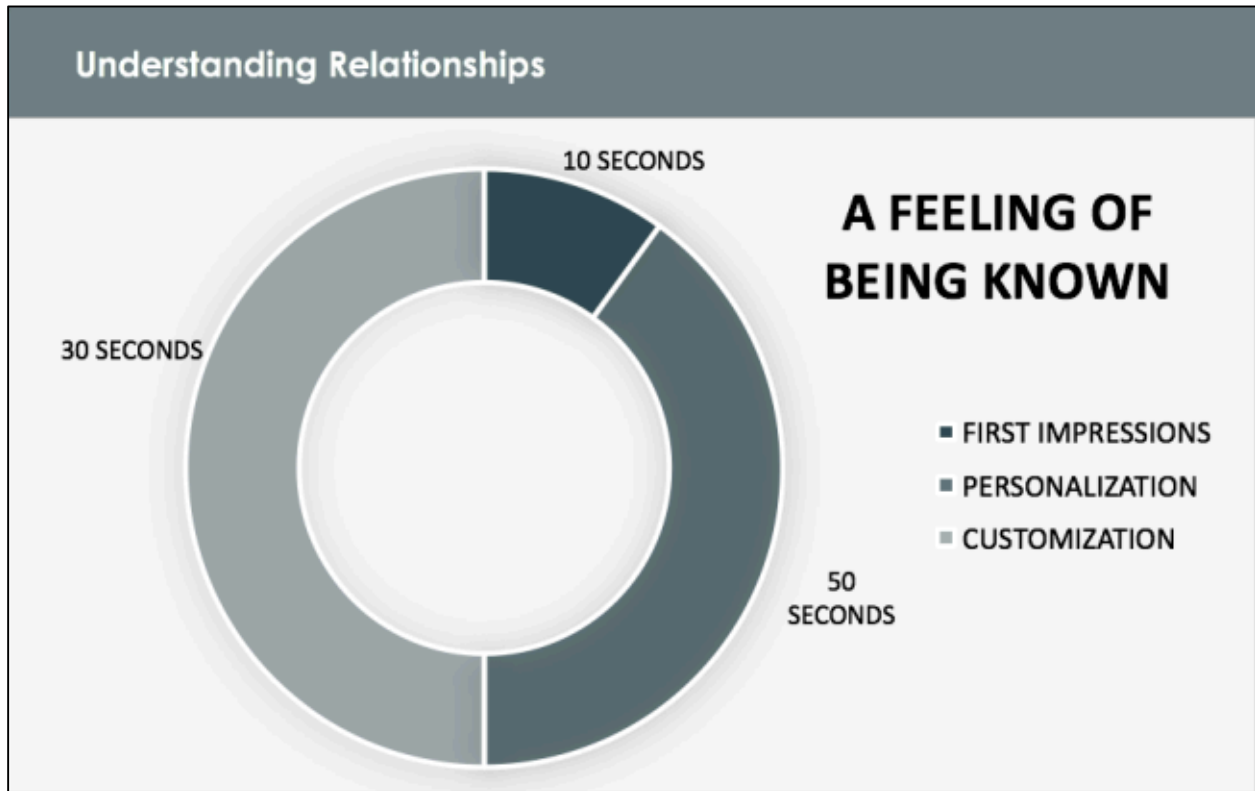 Understanding Relationships
10 SECONDS
A FEELING OF
BEING KNOWN
30 SECONDS
FIRST IMPRESSIONS
PERSONALIZATION
CUSTOMIZATION
50
SECONDS